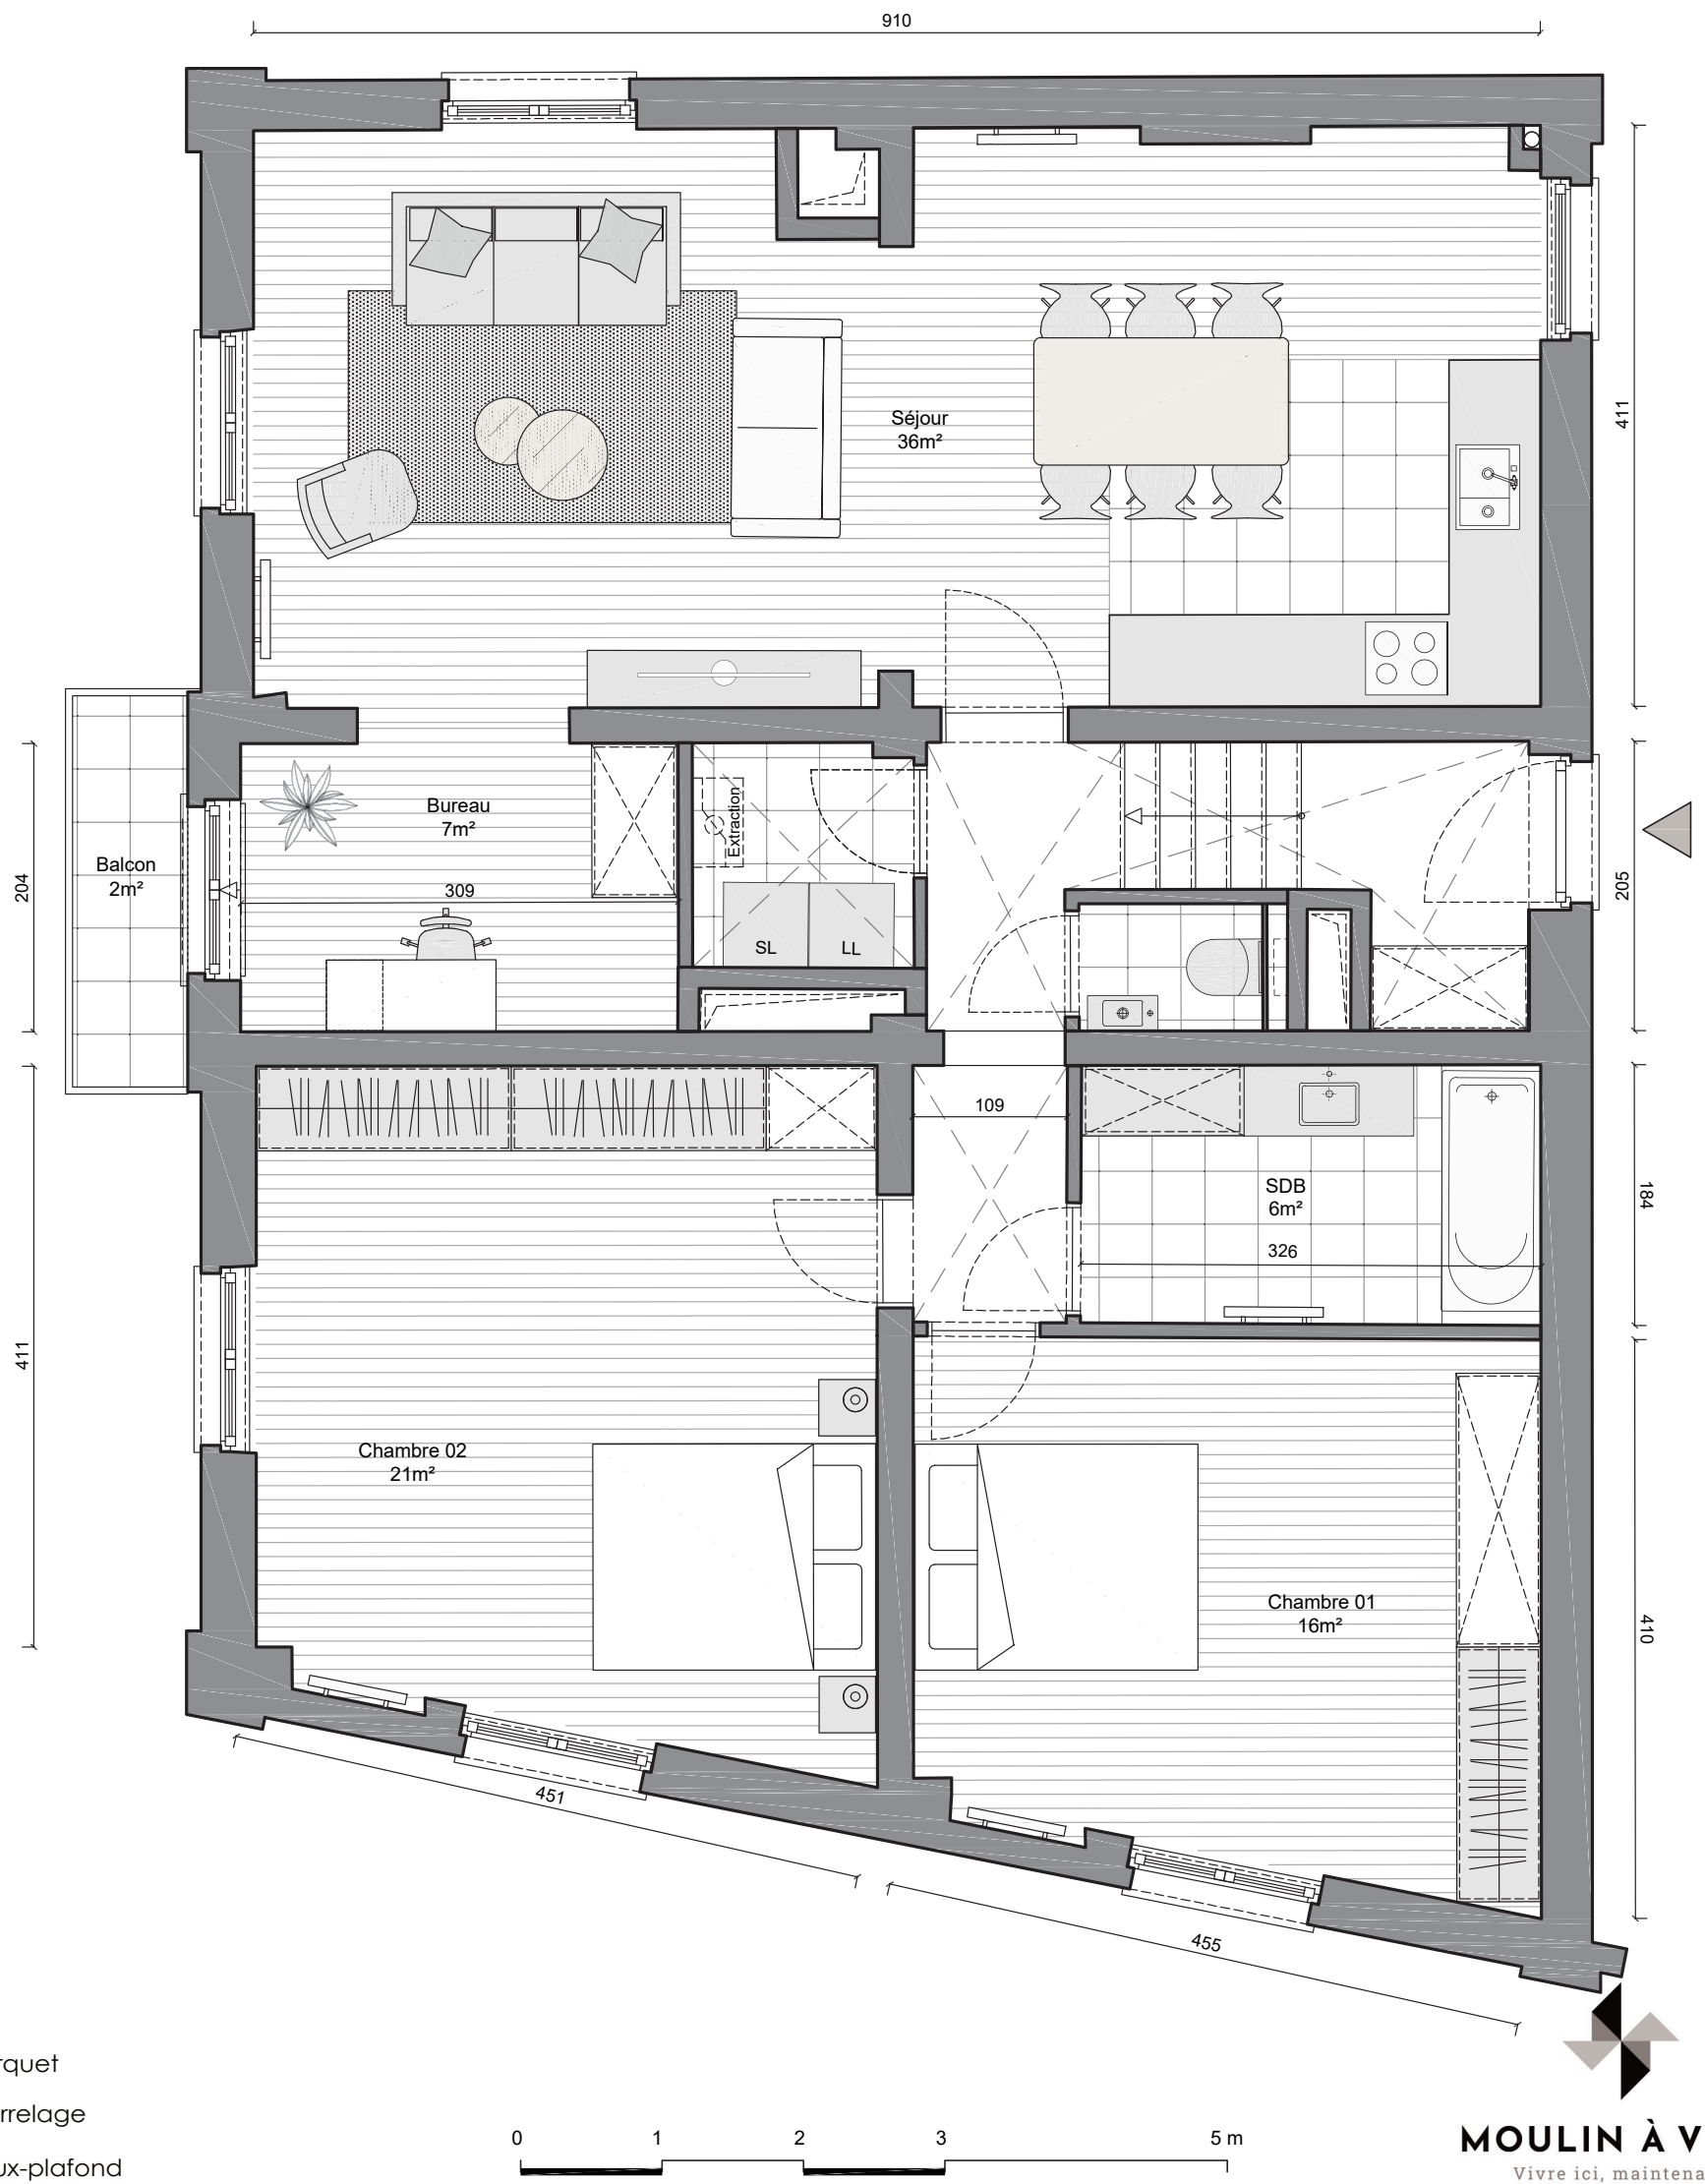 910
Séjour
36m²
411
Bureau
7m²
Extraction
Balcon
2m²
204
309
205
SL
LL
109
SDB
6m²
184
326
411
Chambre 02
21m²
Chambre 01
16m²
410
451
455
rquet
rrelage
ux-plafond
0 1 2 3 5 m
MOULIN À V
Vivre ici, maintena